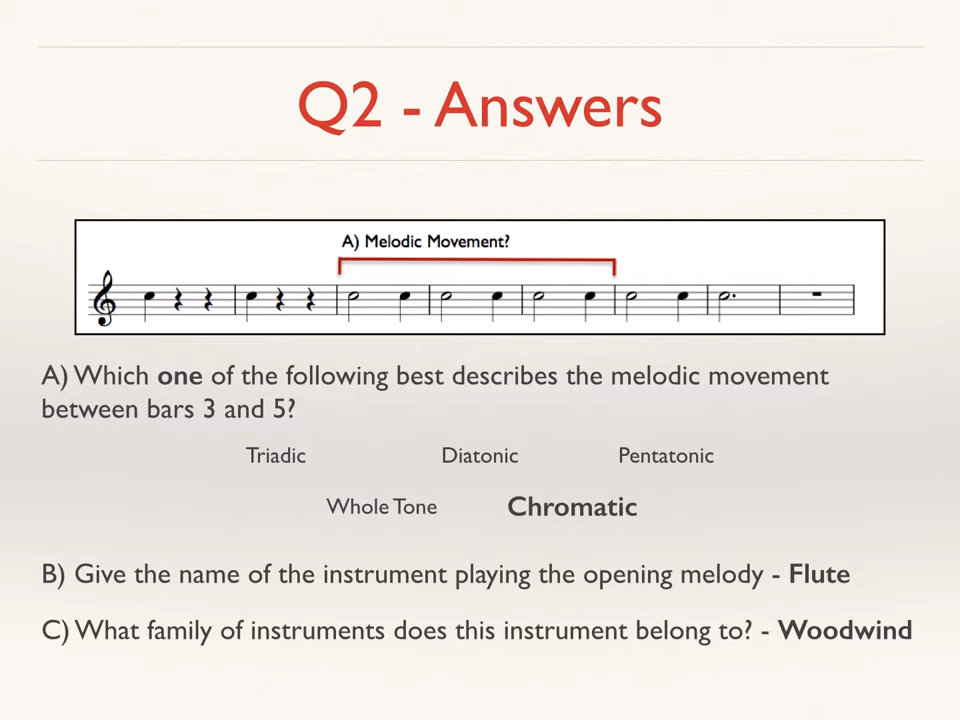 Q2 - Answers
A) Melodic Movement?
A) Which one of the following best describes the melodic movement
between bars 3 and 5?
Triadic Diatonic Pentatonic
Whole Tone Chromatic
B) Give the name of the instrument playing the opening melody - Flute
C) What family of instruments does this instrument belong to? - Woodwind